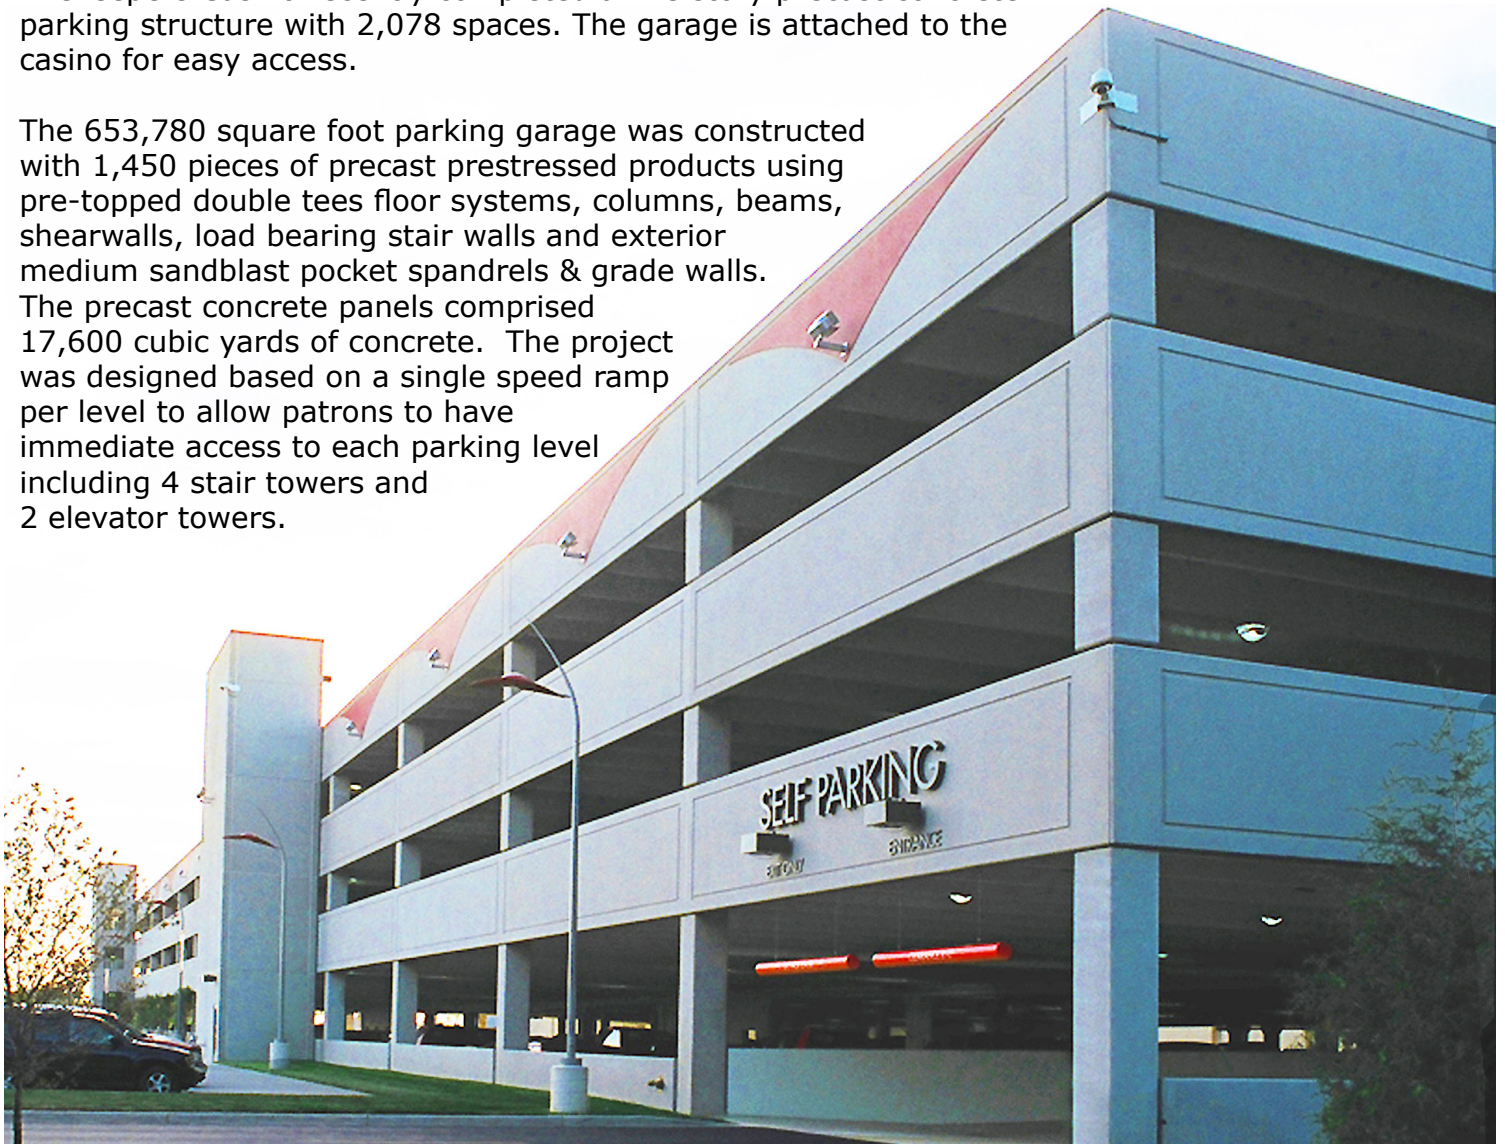 parking structure with 2,078 spaces. The garage is attached to the
casino for easy access.
The 653,780 square foot parking garage was constructed
with 1,450 pieces of precast prestressed products using
pre-topped double tees floor systems, columns, beams,
shearwalls, load bearing stair walls and exterior
medium sandblast pocket spandrels & grade walls.
The precast concrete panels comprised
17,600 cubic yards of concrete.  The project
was designed based on a single speed ramp
per level to allow patrons to have
immediate access to each parking level
including 4 stair towers and
2 elevator towers.
SELF PARKING
EXIT ONLY
ENTRANCE